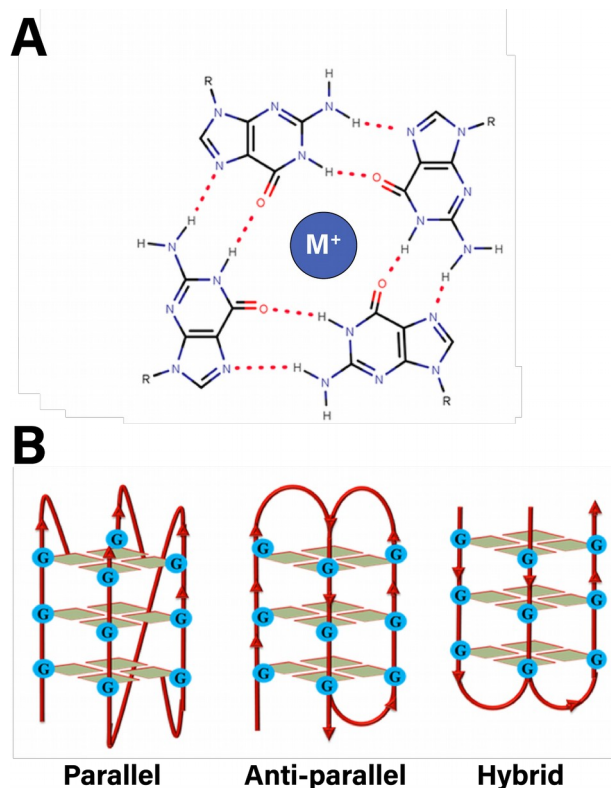 A
H
R
N N N H
H R
N N
N H O
N
O N
H N
H N H M⁺ H N H
N O H
N O H N
N
N N H N
R N N
R
H
B
G G G G G G G G G G
G G G G G G G G G
G G G G G G G G G
Parallel Anti-parallel Hybrid